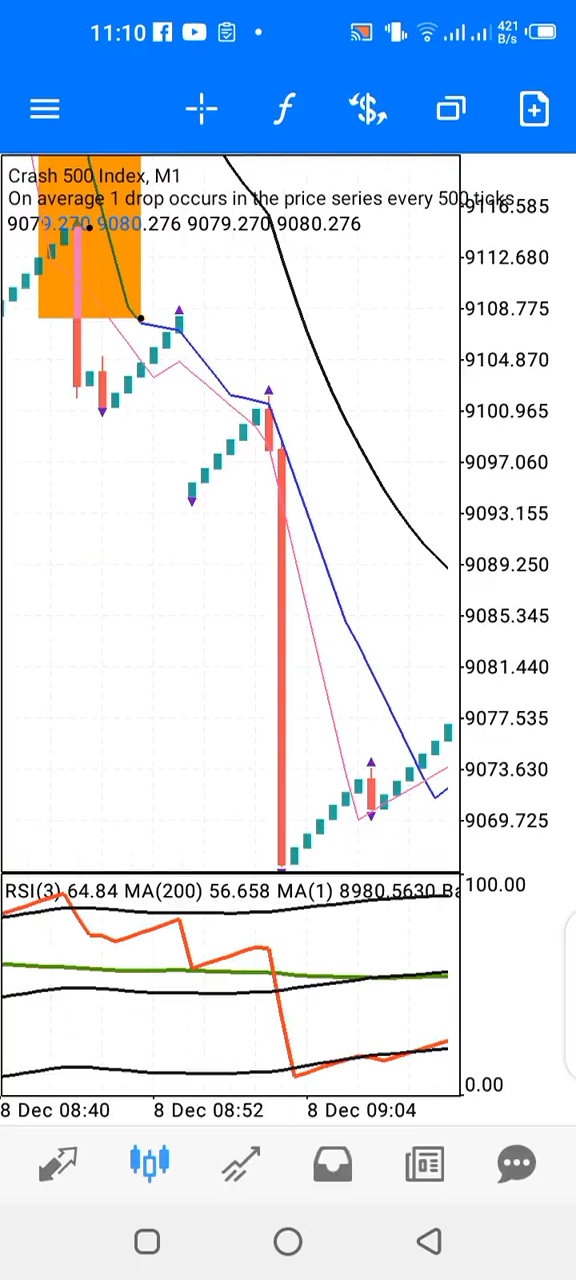 11:10 421 B/s
Crash 500 Index, M1
On average 1 drop occurs in the price series every 500 ticks
9079.270 9080.276 9079.270 9080.276
9116.585
9112.680
9108.775
9104.870
9100.965
9097.060
9093.155
9089.250
9085.345
9081.440
9077.535
9073.630
9069.725
RSI(3) 64.84 MA(200) 56.658 MA(1) 8980.5630 Ba
100.00
0.00
8 Dec 08:40 8 Dec 08:52 8 Dec 09:04